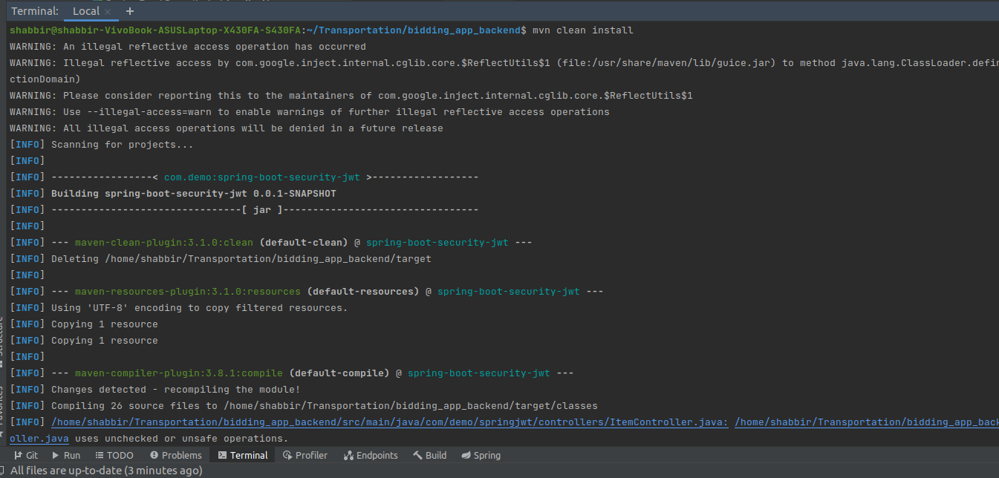 Terminal: Local × +
shabbir@shabbir-VivoBook-ASUSLaptop-X430FA-S430FA:~/Transportation/bidding_app_backend$ mvn clean install
WARNING: An illegal reflective access operation has occurred
WARNING: Illegal reflective access by com.google.inject.internal.cglib.core.$ReflectUtils$1 (file:/usr/share/maven/lib/guice.jar) to method java.lang.ClassLoader.defin
ctionDomain)
WARNING: Please consider reporting this to the maintainers of com.google.inject.internal.cglib.core.$ReflectUtils$1
WARNING: Use --illegal-access=warn to enable warnings of further illegal reflective access operations
WARNING: All illegal access operations will be denied in a future release
[INFO] Scanning for projects...
[INFO]
[INFO] -----------------< com.demo:spring-boot-security-jwt >------------------
[INFO] Building spring-boot-security-jwt 0.0.1-SNAPSHOT
[INFO] --------------------------------[ jar ]---------------------------------
[INFO]
[INFO] --- maven-clean-plugin:3.1.0:clean (default-clean) @ spring-boot-security-jwt ---
[INFO] Deleting /home/shabbir/Transportation/bidding_app_backend/target
[INFO]
[INFO] --- maven-resources-plugin:3.1.0:resources (default-resources) @ spring-boot-security-jwt ---
[INFO] Using 'UTF-8' encoding to copy filtered resources.
[INFO] Copying 1 resource
[INFO] Copying 1 resource
[INFO]
[INFO] --- maven-compiler-plugin:3.8.1:compile (default-compile) @ spring-boot-security-jwt ---
[INFO] Changes detected - recompiling the module!
[INFO] Compiling 26 source files to /home/shabbir/Transportation/bidding_app_backend/target/classes
[INFO] /home/shabbir/Transportation/bidding_app_backend/src/main/java/com/demo/springjwt/controllers/ItemController.java: /home/shabbir/Transportation/bidding_app_back
oller.java uses unchecked or unsafe operations.
Git Run TODO Problems Terminal Profiler Endpoints Build Spring
All files are up-to-date (3 minutes ago)